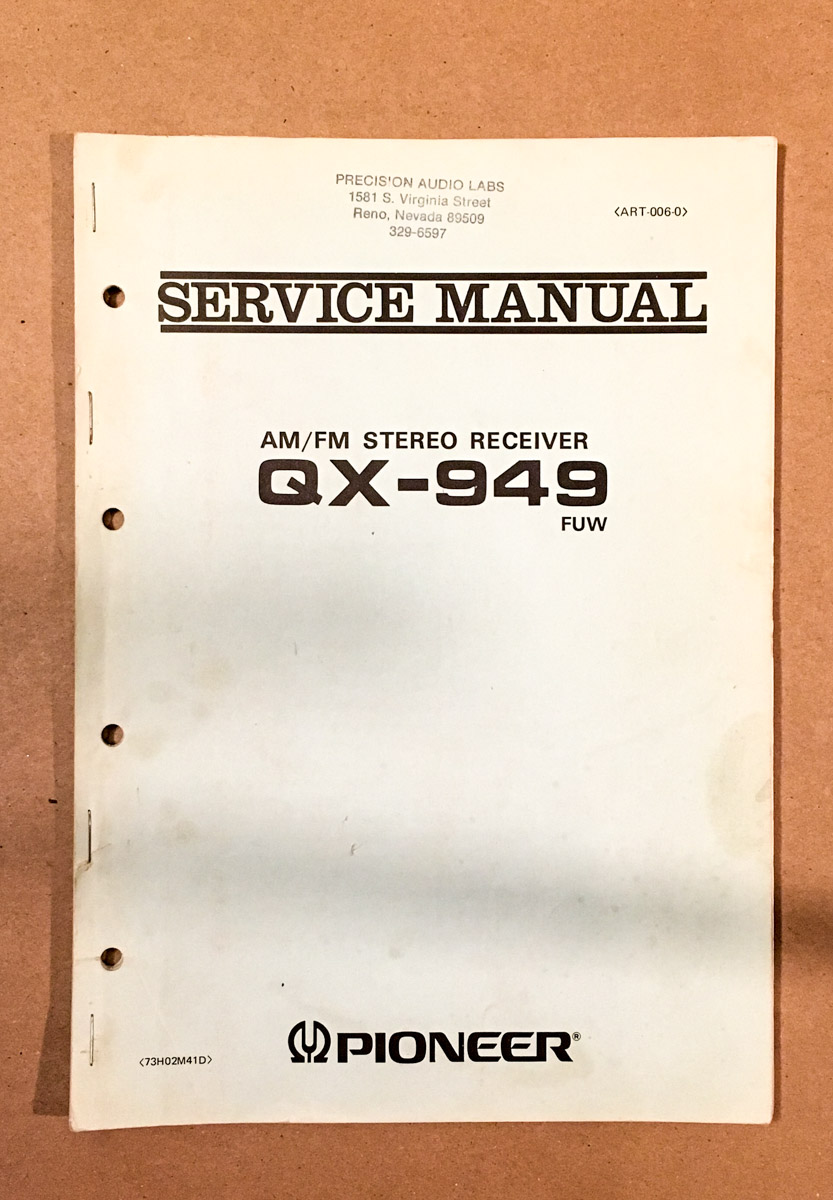 PRECISION AUDIO LABS
1581 S. Virginia Street
Reno, Nevada 89509
329-6597
<ART-006-0>
SERVICE MANUAL
AM/FM STEREO RECEIVER
QX-949
FUW
PIONEER®
<73H02M41D>